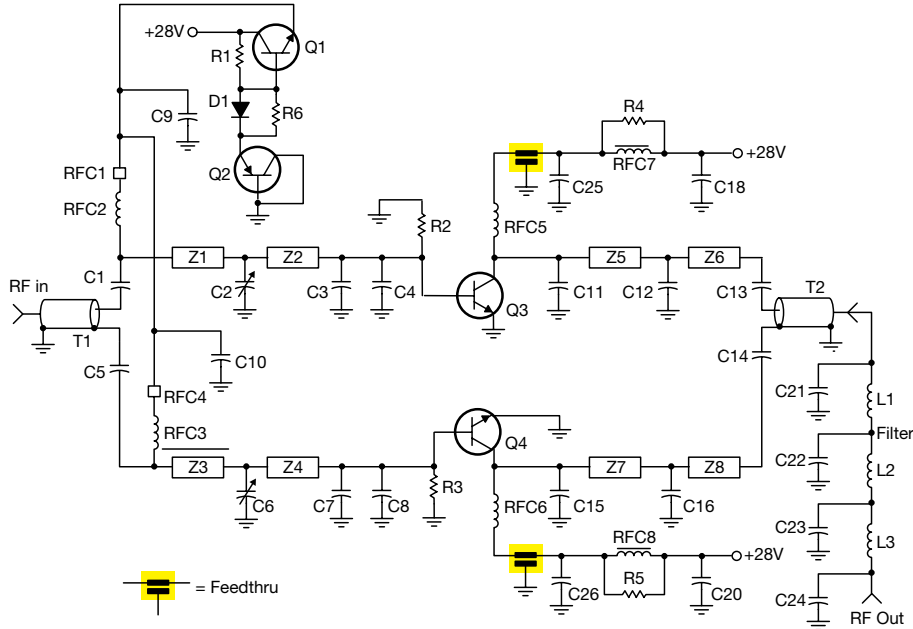 +28V
R1
Q1
D1
R6
C9
Q2
RFC1
RFC2
R4
RFC7
+28V
C25
C18
R2
RFC5
Z1
Z2
Z5
Z6
C1
C2
C3
C4
Q3
C11
C12
C13
T2
RF in
T1
C5
C10
C14
RFC4
RFC3
C21
L1
Filter
Q4
Z3
Z4
Z7
Z8
C22
L2
C6
C7
C8
R3
RFC6
C15
C16
C23
L3
RFC8
+28V
R5
C26
C20
C24
RF Out
= Feedthru